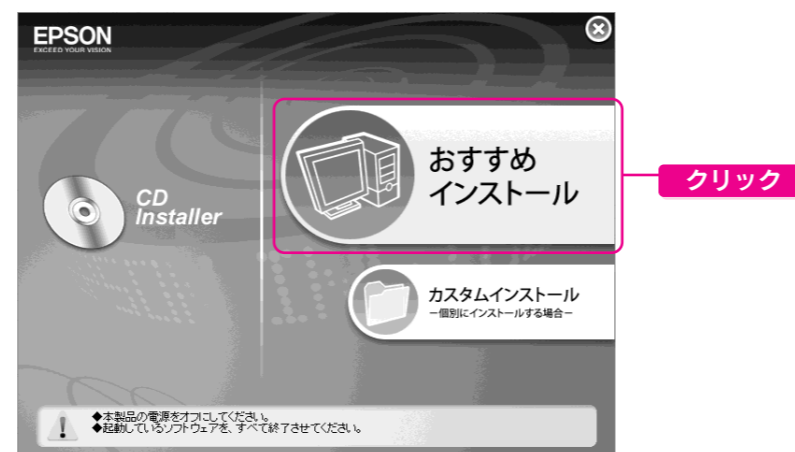 EPSON
EXCEED YOUR VISION
おすすめ
インストール
クリック
CD
Installer
カスタムインストール
－個別にインストールする場合－
◆本製品の電源をオフにしてください。
◆起動しているソフトウェアを、すべて終了させてください。